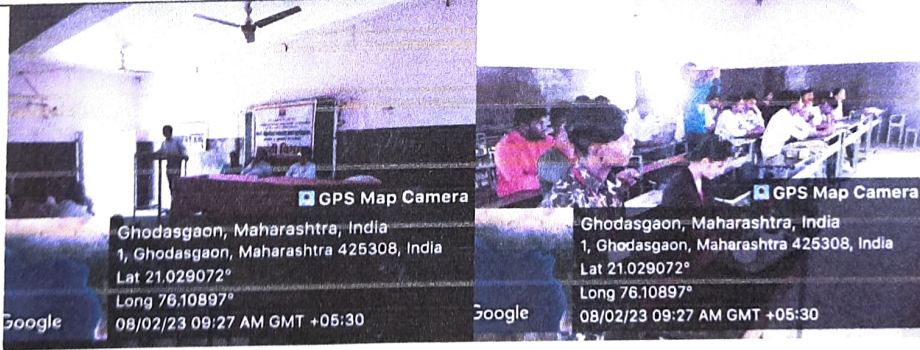 GPS Map Camera
Ghodasgaon, Maharashtra, India
1, Ghodasgaon, Maharashtra 425308, India
Lat 21.029072°
Long 76.10897°
08/02/23 09:27 AM GMT +05:30
Google
GPS Map Camera
Ghodasgaon, Maharashtra, India
1, Ghodasgaon, Maharashtra 425308, India
Lat 21.029072°
Long 76.10897°
08/02/23 09:27 AM GMT +05:30
Google